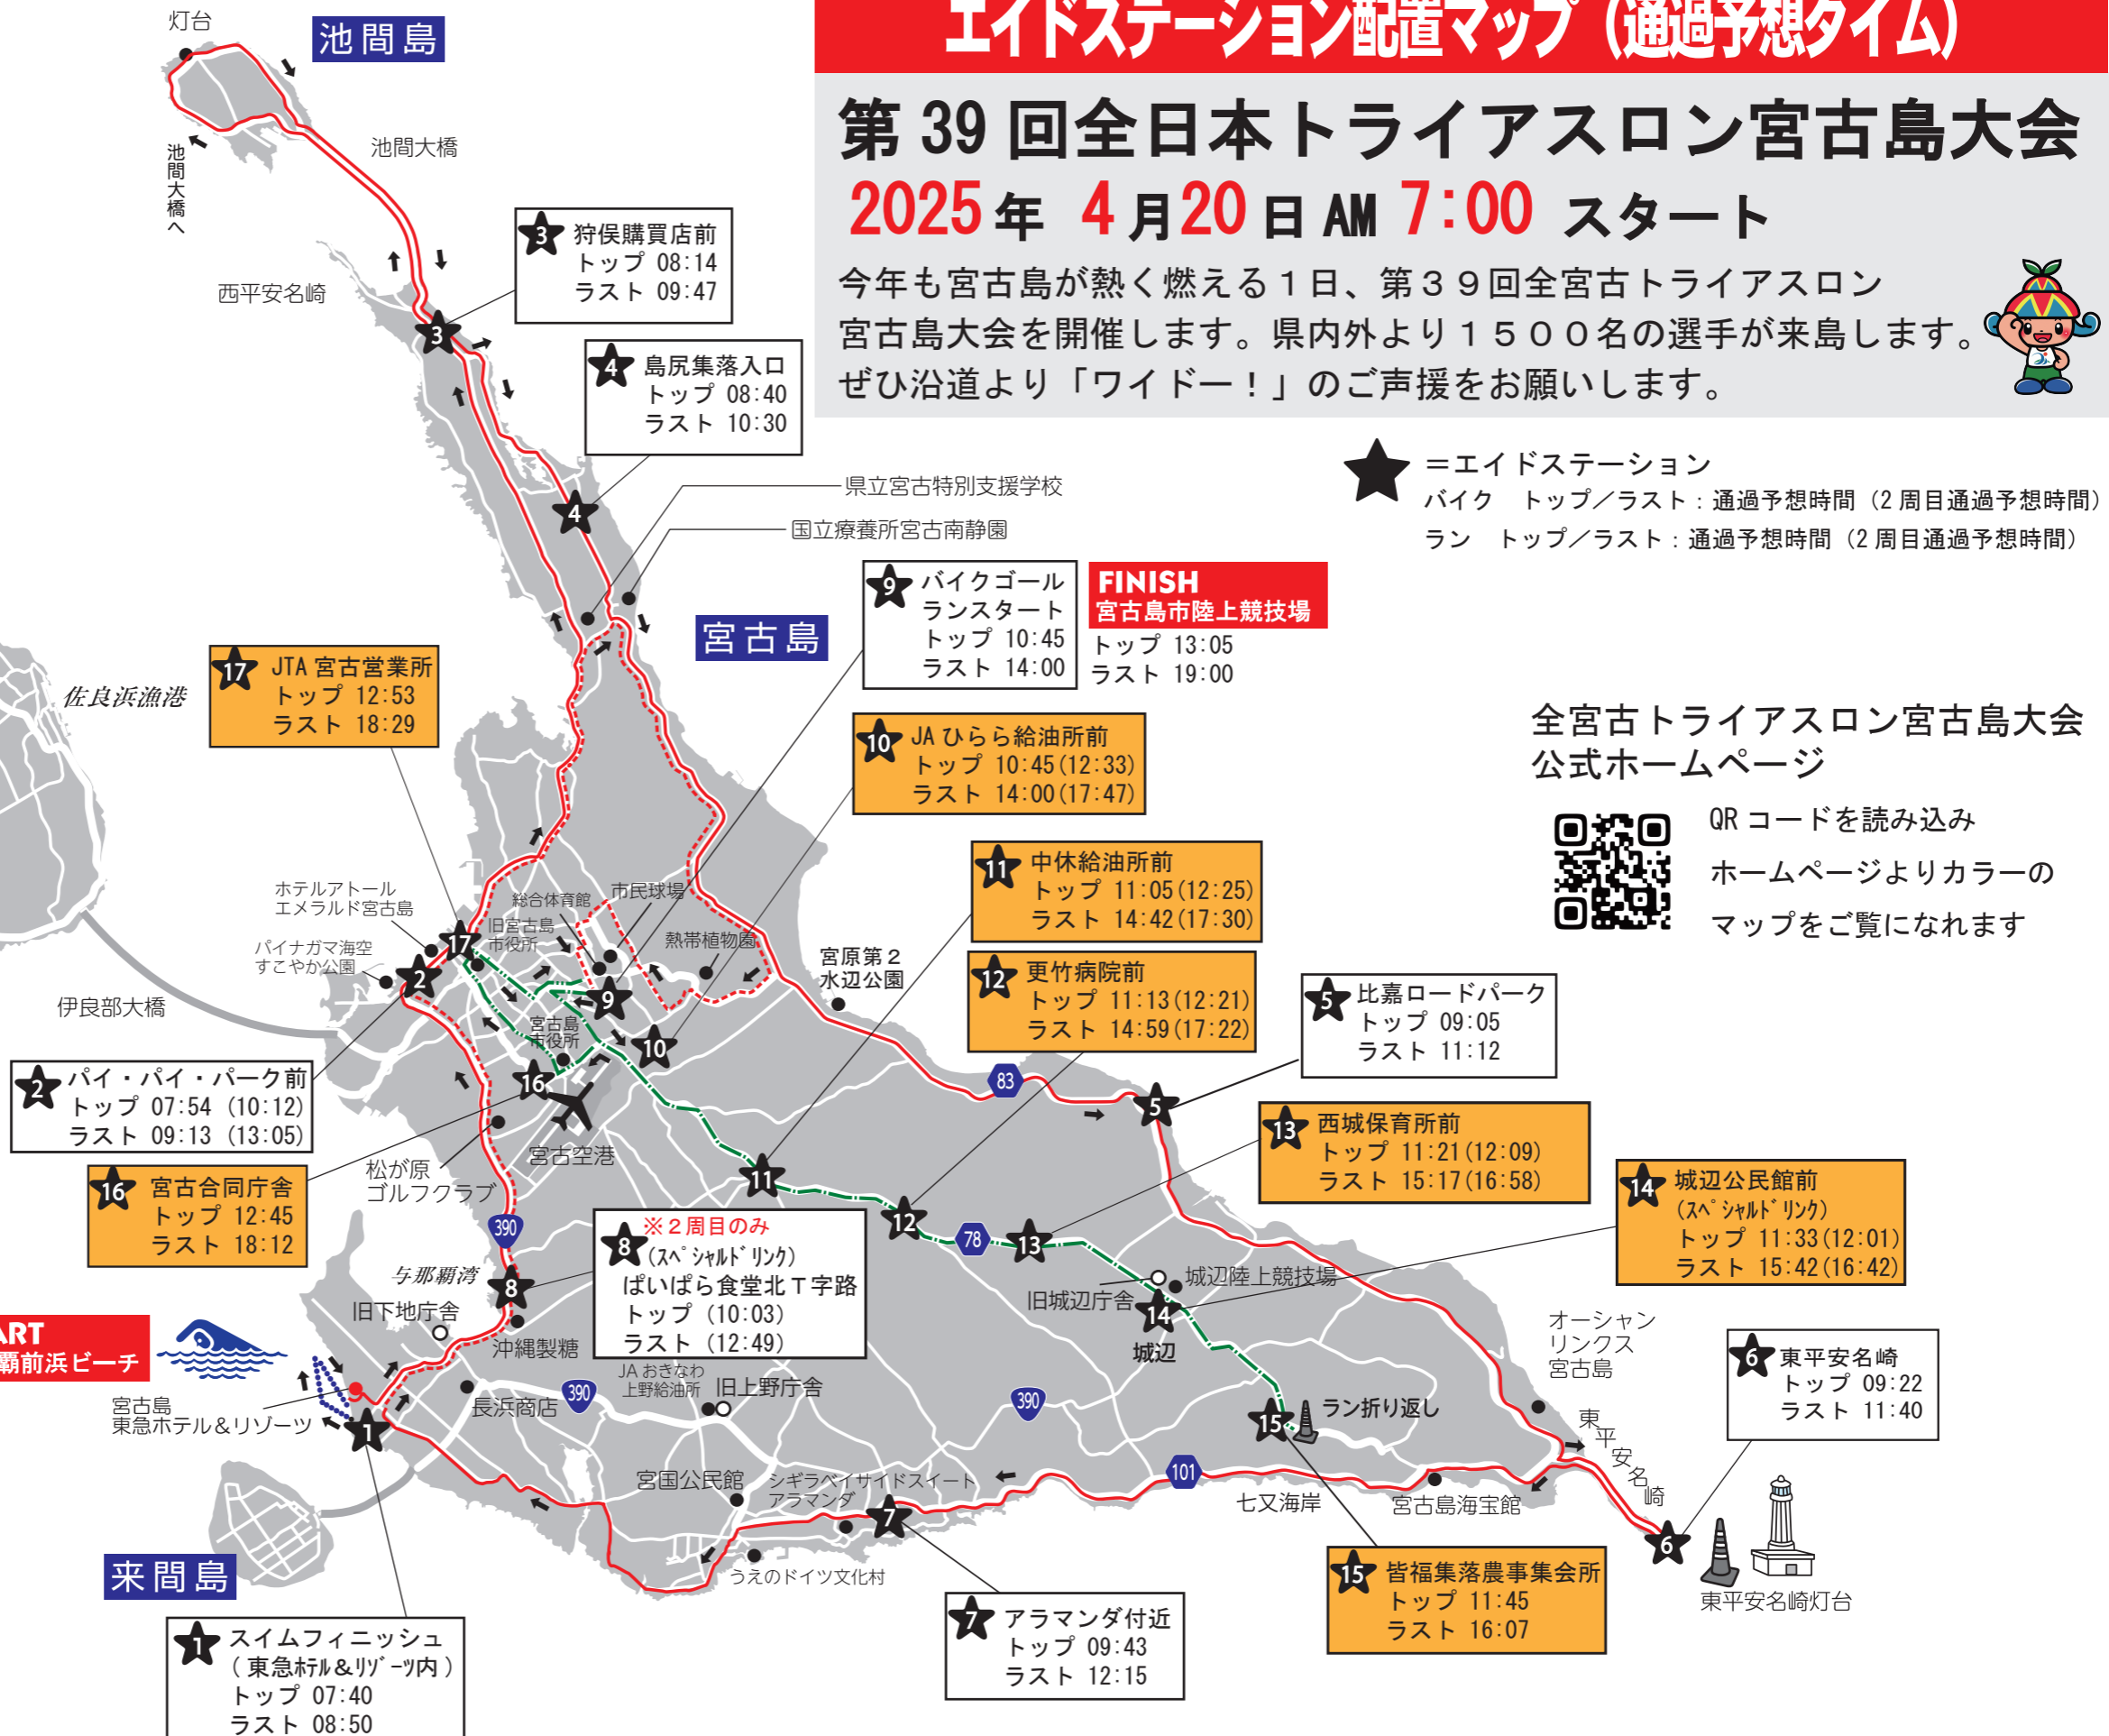 エイドステーション配置マップ（通過予想タイム）
第 39 回全日本トライアスロン宮古島大会
2025 年 4 月 20 日 AM 7:00 スタート
今年も宮古島が熱く燃える１日、第３９回全宮古トライアスロン
宮古島大会を開催します。県内外より１５００名の選手が来島します。
ぜひ沿道より「ワイドー！」のご声援をお願いします。
＝エイドステーション
バイク　トップ／ラスト：通過予想時間（2 周目通過予想時間）
ラン　トップ／ラスト：通過予想時間（2 周目通過予想時間）
全宮古トライアスロン宮古島大会
公式ホームページ
QR コードを読み込み
ホームページよりカラーの
マップをご覧になれます
灯台
池間島
池間大橋
池間大橋へ
西平安名崎
3 狩俣購買店前
トップ 08:14
ラスト 09:47
3
4 島尻集落入口
トップ 08:40
ラスト 10:30
4
県立宮古特別支援学校
国立療養所宮古南静園
9 バイクゴール
ランスタート
トップ 10:45
ラスト 14:00
FINISH
宮古島市陸上競技場
トップ 13:05
ラスト 19:00
宮古島
17 JTA 宮古営業所
トップ 12:53
ラスト 18:29
佐良浜漁港
10 JA ひらら給油所前
トップ 10:45(12:33)
ラスト 14:00(17:47)
11 中休給油所前
トップ 11:05(12:25)
ラスト 14:42(17:30)
12 更竹病院前
トップ 11:13(12:21)
ラスト 14:59(17:22)
5 比嘉ロードパーク
トップ 09:05
ラスト 11:12
ホテルアトール
エメラルド宮古島
パイナガマ海空
すこやか公園
総合体育館
市民球場
旧宮古島
市役所
熱帯植物園
宮原第２
水辺公園
17
2
9
宮古島
市役所
10
16
伊良部大橋
83
5
2 パイ・パイ・パーク前
トップ 07:54 (10:12)
ラスト 09:13 (13:05)
13 西城保育所前
トップ 11:21(12:09)
ラスト 15:17(16:58)
16 宮古合同庁舎
トップ 12:45
ラスト 18:12
松が原
ゴルフクラブ
宮古空港
11
12
78
13
14 城辺公民館前
(ｽﾍﾟｼｬﾙﾄﾞﾘﾝｸ)
トップ 11:33(12:01)
ラスト 15:42(16:42)
390
※２周目のみ
8 (ｽﾍﾟｼｬﾙﾄﾞﾘﾝｸ)
ぱいぱら食堂北Ｔ字路
トップ (10:03)
ラスト (12:49)
与那覇湾
8
旧下地庁舎
沖縄製糖
城辺陸上競技場
旧城辺庁舎
14
城辺
オーシャン
リンクス
宮古島
6 東平安名崎
トップ 09:22
ラスト 11:40
ART
覇前浜ビーチ
宮古島
東急ホテル＆リゾーツ
1
長浜商店
390
JA おきなわ
上野給油所
旧上野庁舎
390
15
ラン折り返し
東平安名崎
宮国公民館
シギラベイサイドスイート
アラマンダ
7
101
七又海岸
宮古島海宝館
6
東平安名崎灯台
うえのドイツ文化村
来間島
15 皆福集落農事集会所
トップ 11:45
ラスト 16:07
7 アラマンダ付近
トップ 09:43
ラスト 12:15
1 スイムフィニッシュ
( 東急ﾎﾃﾙ&ﾘｿﾞｰﾂ内 )
トップ 07:40
ラスト 08:50